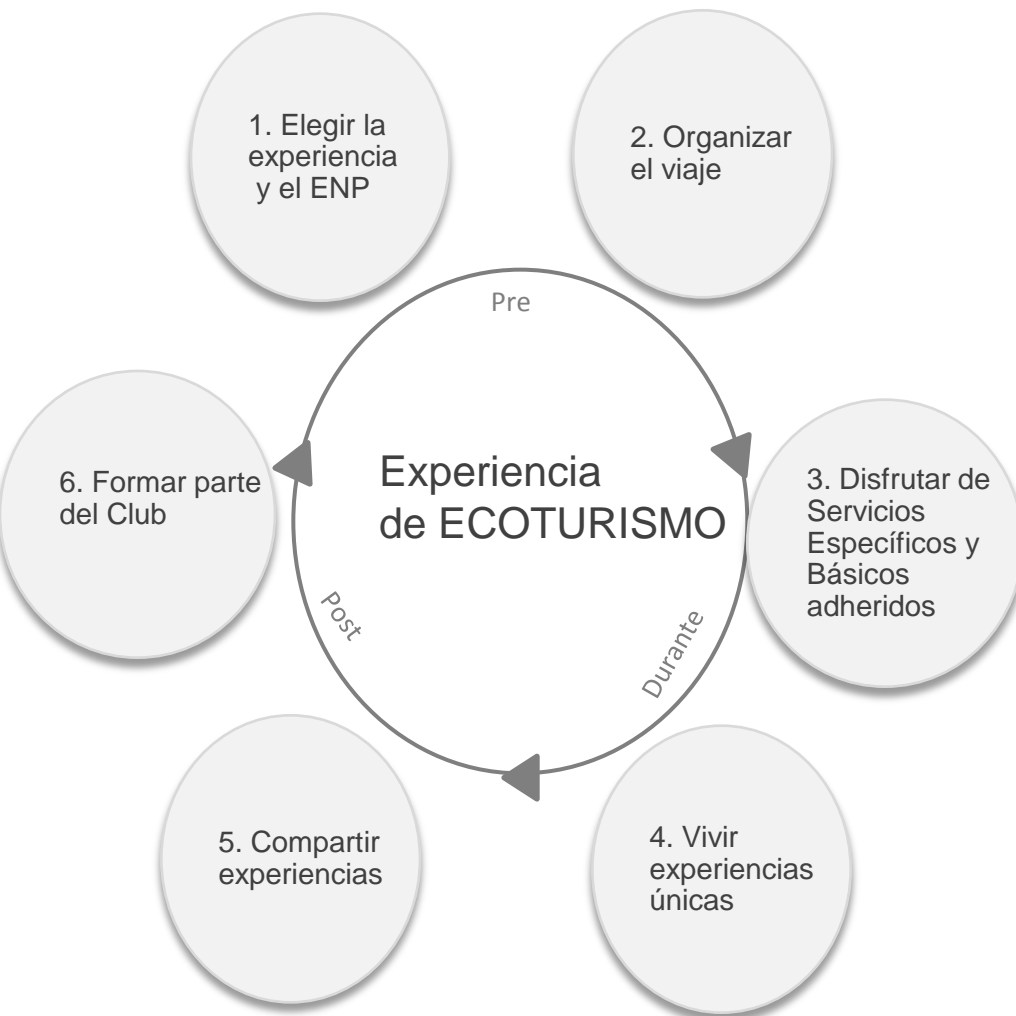 1. Elegir la
experiencia
y el ENP
2. Organizar
el viaje
Pre
Experiencia
de ECOTURISMO
3. Disfrutar de
Servicios
Específicos y
Básicos
adheridos
Durante
4. Vivir
experiencias
únicas
5. Compartir
experiencias
Post
6. Formar parte
del Club